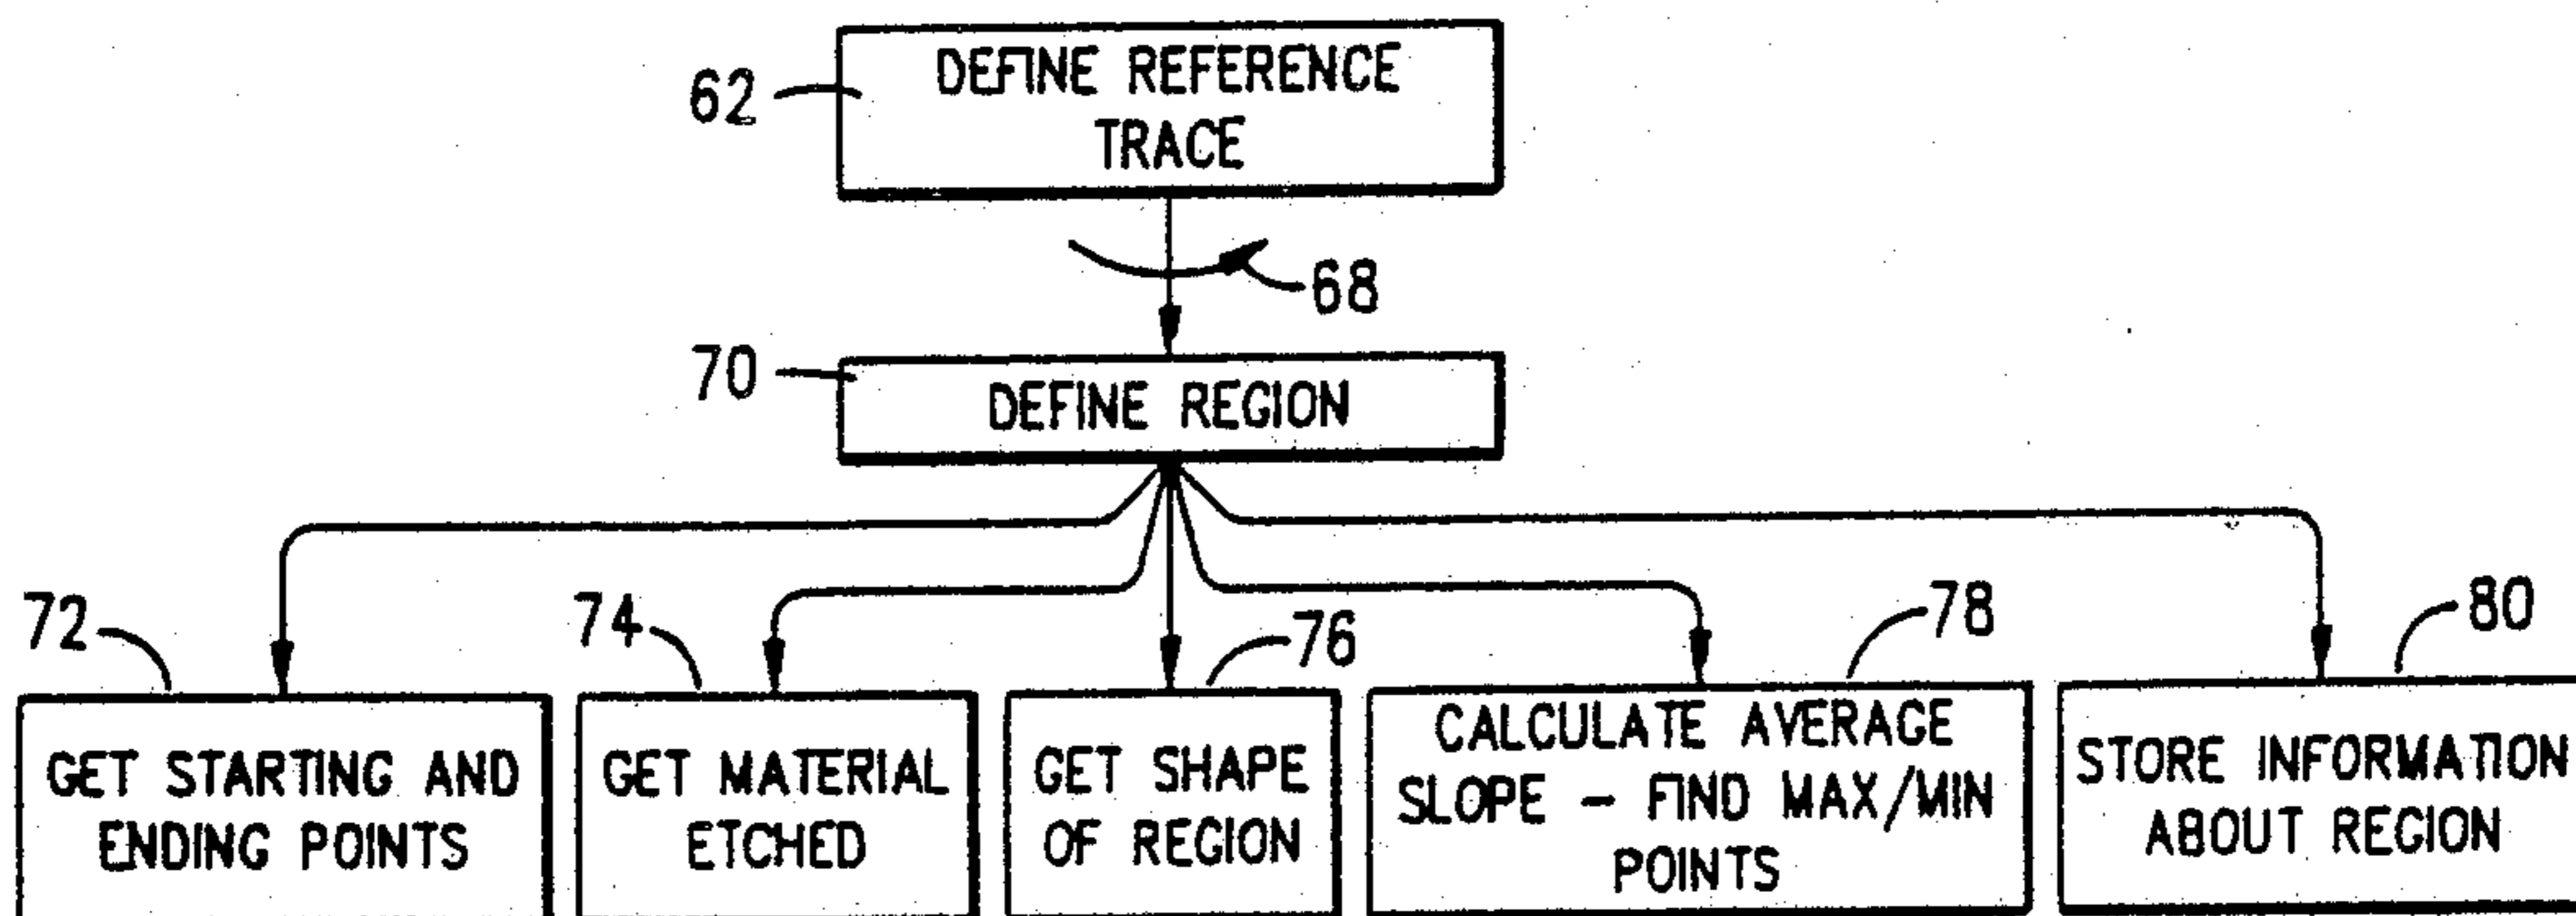 DEFINE REFERENCE
TRACE
62
68
70
DEFINE REGION
72
74
76
78
80
GET STARTING AND
ENDING POINTS
GET MATERIAL
ETCHED
GET SHAPE
OF REGION
CALCULATE AVERAGE
SLOPE - FIND MAX/MIN
POINTS
STORE INFORMATION
ABOUT REGION